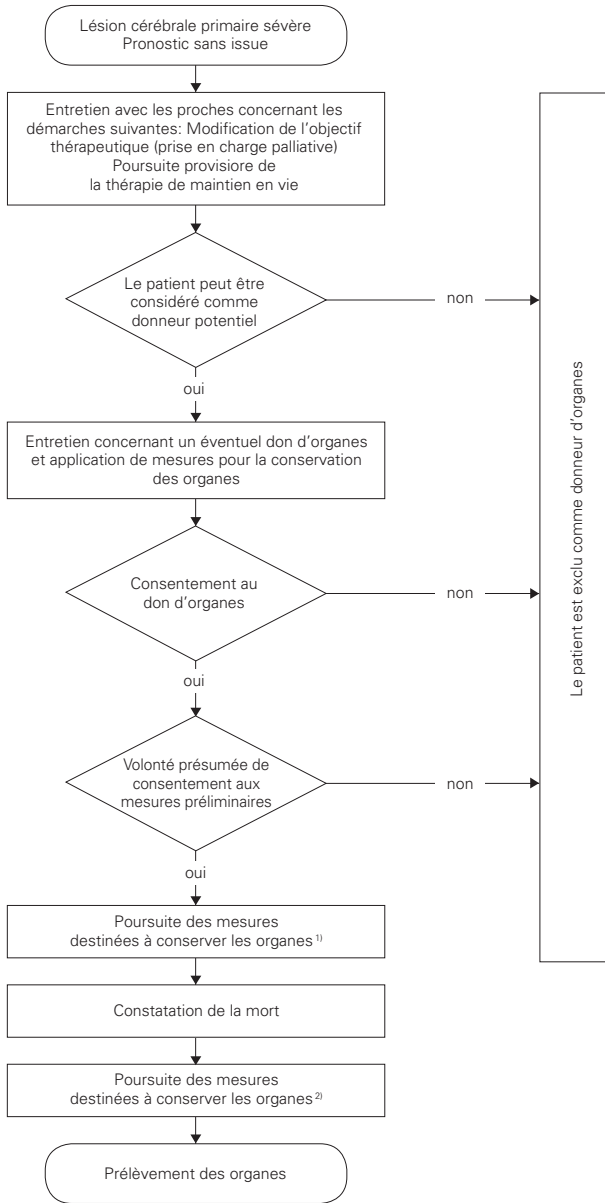 Lésion cérébrale primaire sévère
Pronostic sans issue
Entretien avec les proches concernant les
démarches suivantes: Modification de l'objectif
thérapeutique (prise en charge palliative)
Poursuite provisiore de
la thérapie de maintien en vie
Le patient peut être
considéré comme
donneur potentiel
non
oui
Entretien concernant un éventuel don d'organes
et application de mesures pour la conservation
des organes
Consentement au
don d'organes
non
oui
Volonté présumée de
consentement aux
mesures préliminaires
non
oui
Poursuite des mesures
destinées à conserver les organes 1)
Constatation de la mort
Poursuite des mesures
destinées à conserver les organes 2)
Prélèvement des organes
Le patient est exclu comme donneur d'organes